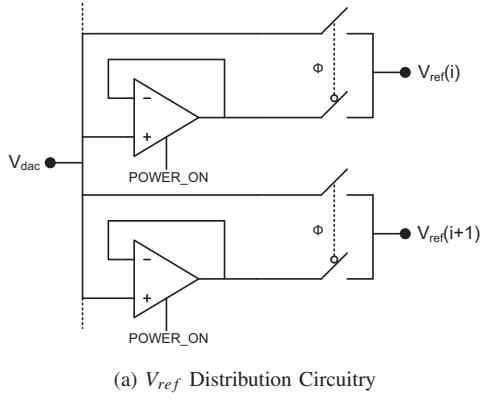 Φ
V_ref(i)
−
+
V_dac
POWER_ON
Φ
V_ref(i+1)
−
+
POWER_ON
(a) V_ref Distribution Circuitry